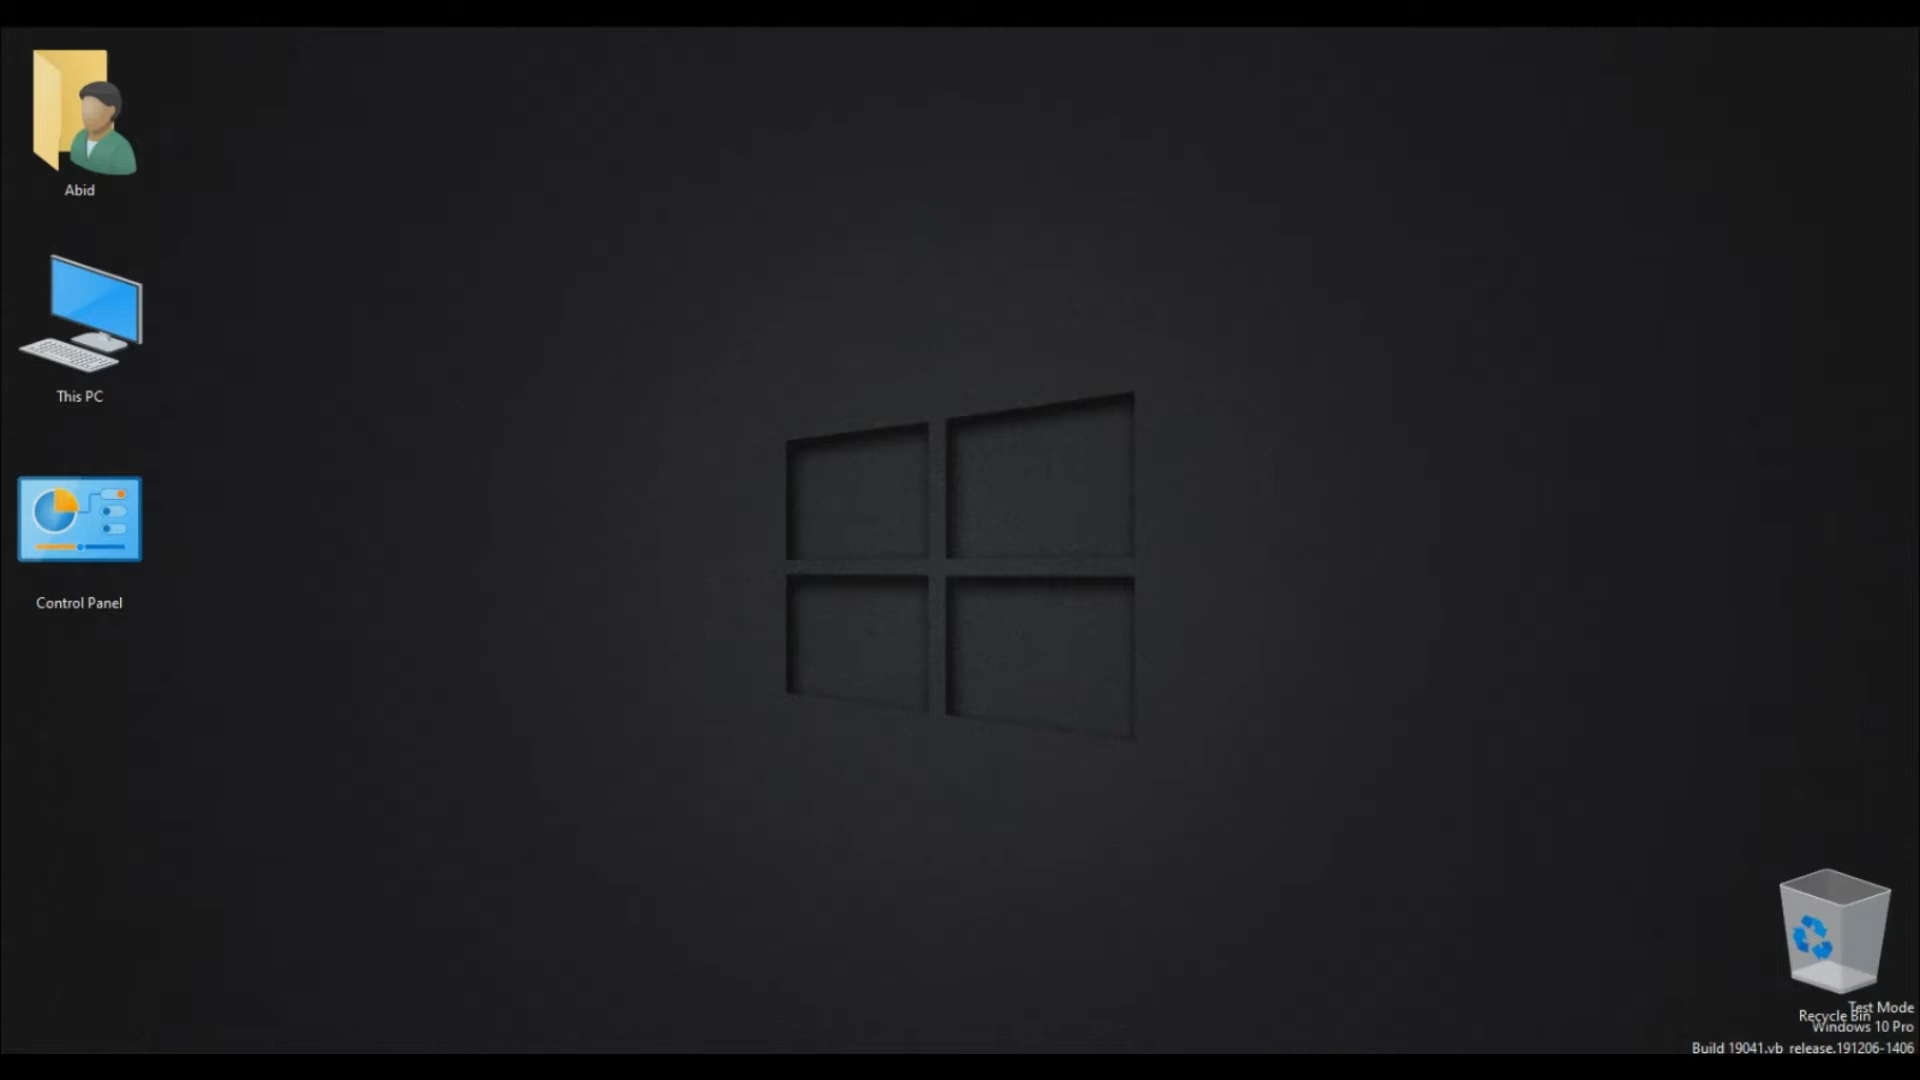 Abid
This PC
Control Panel
Recycle Bin
Test Mode
Windows 10 Pro
Build 19041.vb_release.191206-1406